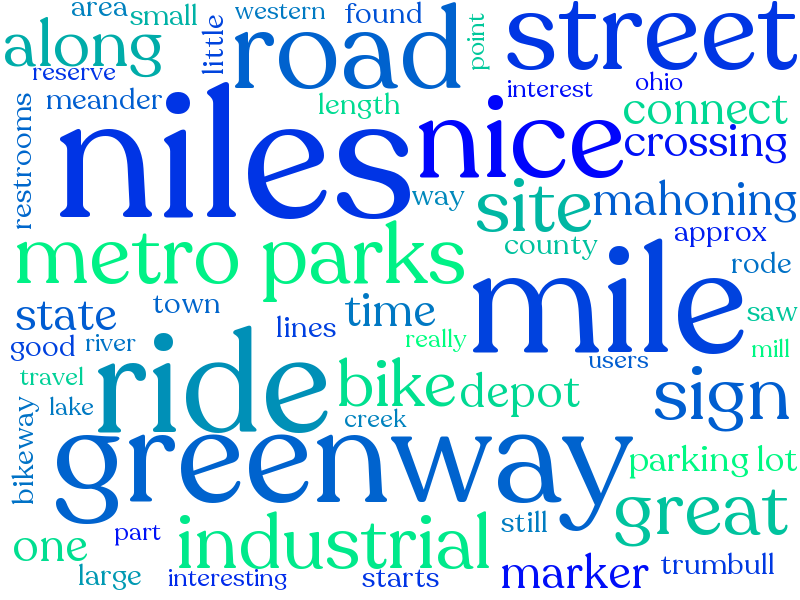 area
small
western
found
street
along
little
road
point
reserve
interest
ohio
restrooms
meander
length
connect
niles
nice
crossing
way
site
mahoning
metro parks
county
approx
mile
rode
state
town
time
saw
good
river
lines
really
users
mill
travel
ride
bike
depot
sign
lake
creek
bikeway
greenway
parking lot
great
one
part
industrial
still
large
interesting
starts
marker
trumbull